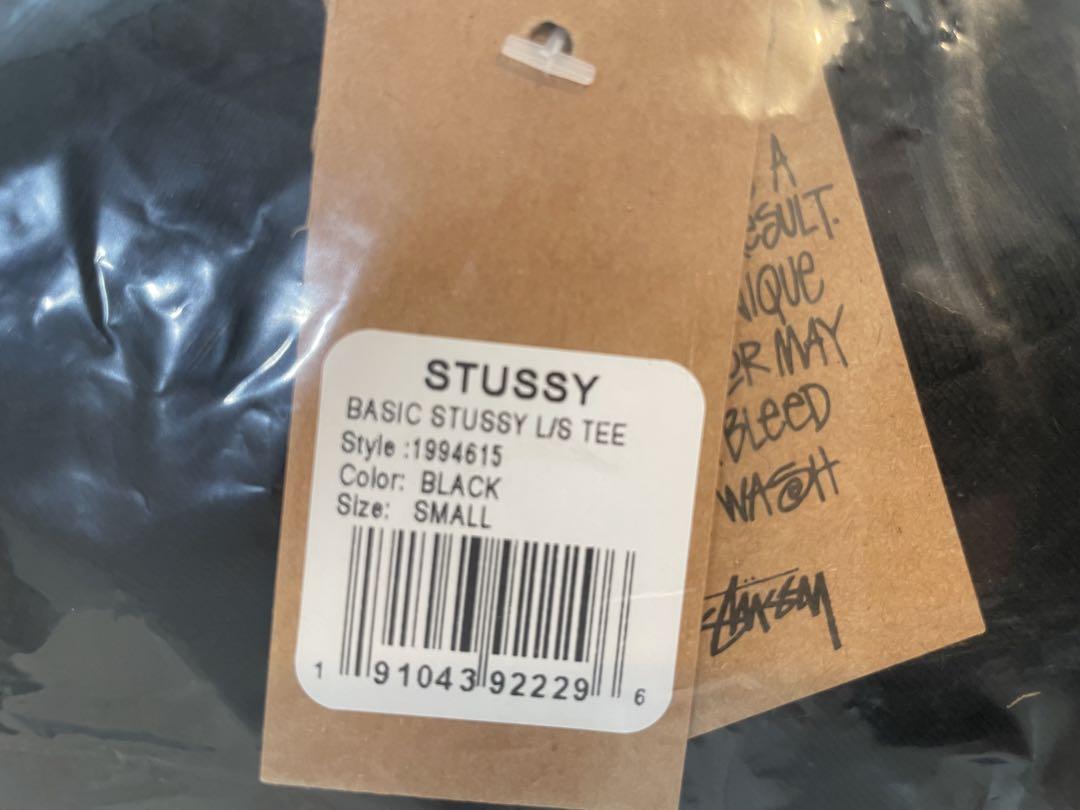 STUSSY
BASIC STUSSY L/S TEE
Style :1994615
Color: BLACK
Size: SMALL
1 91043 92229 6
A
RESULT.
OR MAY
BLEED
WASH
STÜSSY